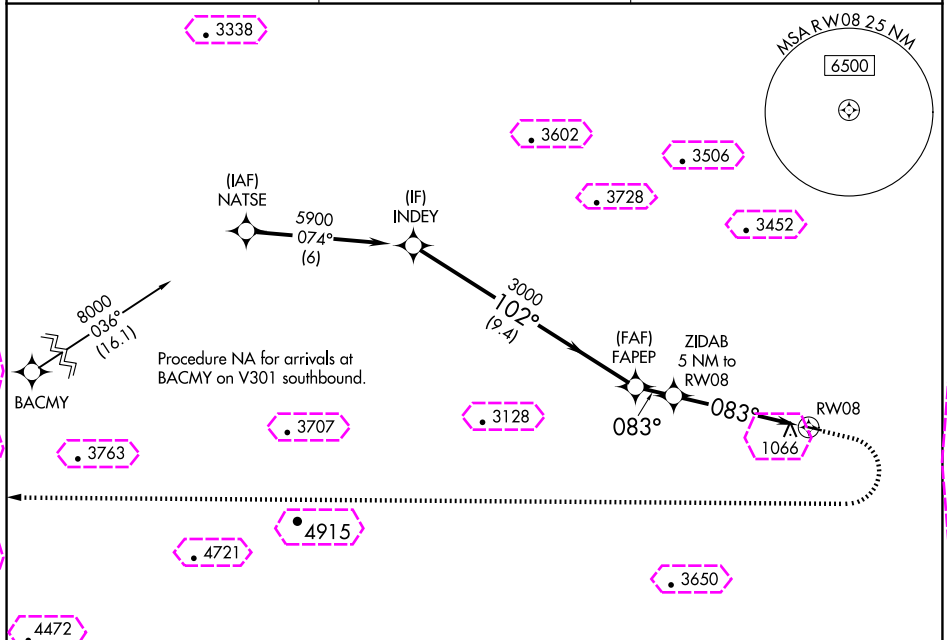 3338
MSA RW08 25 NM
6500
3602
3506
3728
3452
(IAF)
NATSE
5900
074°
(6)
(IF)
INDEY
8000
036°
(16.1)
BACMY
Procedure NA for arrivals at
BACMY on V301 southbound.
3000
102°
(9.4)
(FAF)
FAPEP
083°
ZIDAB
5 NM to
RW08
083°
RW08
1066
3128
3707
3763
4915
4721
3650
4472